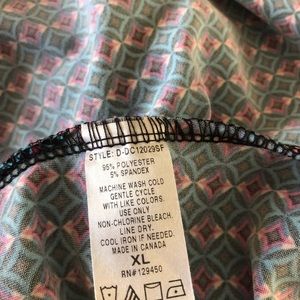 STYLE: D-DC12029SF
95% POLYESTER
5% SPANDEX
MACHINE WASH COLD
GENTLE CYCLE
WITH LIKE COLORS.
USE ONLY
NON-CHLORINE BLEACH.
LINE DRY.
COOL IRON IF NEEDED.
MADE IN CANADA
XL
RN#129450